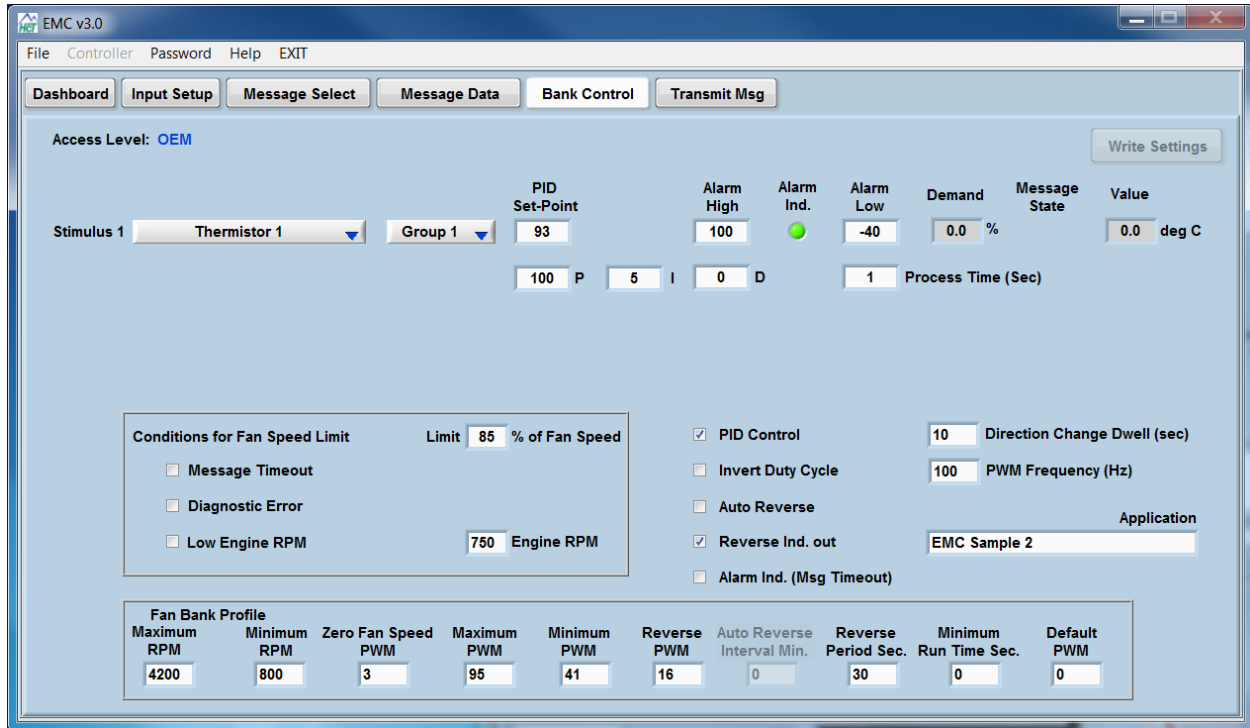 HCT EMC v3.0
File Controller Password Help EXIT
Dashboard Input Setup Message Select Message Data Bank Control Transmit Msg
Access Level: OEM
Write Settings
PID Set-Point Alarm High Alarm Ind. Alarm Low Demand Message State Value
Stimulus 1 Thermistor 1 Group 1 93 100 -40 0.0 % 0.0 deg C
100 P 5 I 0 D 1 Process Time (Sec)
Conditions for Fan Speed Limit Limit 85 % of Fan Speed
Message Timeout
Diagnostic Error
Low Engine RPM 750 Engine RPM
PID Control 10 Direction Change Dwell (sec)
Invert Duty Cycle 100 PWM Frequency (Hz)
Auto Reverse
Application
Reverse Ind. out EMC Sample 2
Alarm Ind. (Msg Timeout)
Fan Bank Profile
Maximum RPM Minimum RPM Zero Fan Speed PWM Maximum PWM Minimum PWM Reverse PWM Auto Reverse Interval Min. Reverse Period Sec. Minimum Run Time Sec. Default PWM
4200 800 3 95 41 16 0 30 0 0